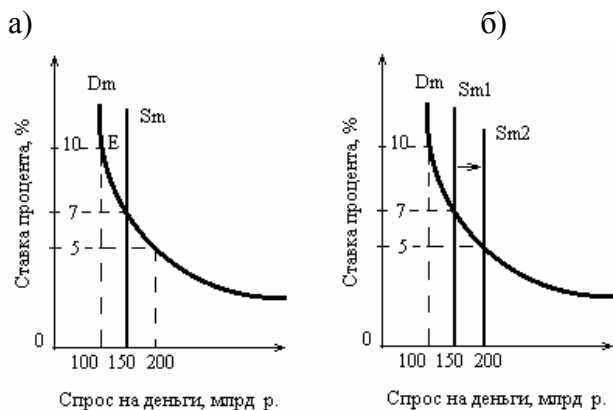 а) б)
Dm
Sm
10 E
7
5
0
100 150 200
Ставка процента, %
Спрос на деньги, млрд р.
Dm Sm1
Sm2
10
7
5
0
100 150 200
Ставка процента, %
Спрос на деньги, млрд р.